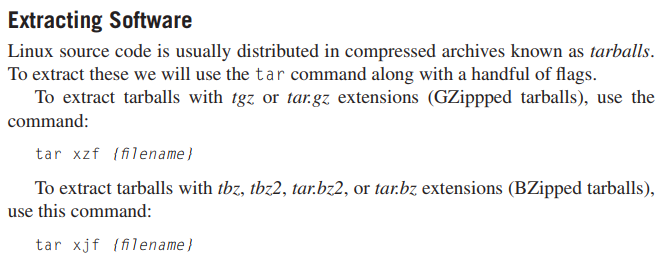 Extracting Software
Linux source code is usually distributed in compressed archives known as tarballs.
To extract these we will use the tar command along with a handful of flags.
To extract tarballs with tgz or tar.gz extensions (GZippped tarballs), use the
command:
tar xzf {filename}
To extract tarballs with tbz, tbz2, tar.bz2, or tar.bz extensions (BZipped tarballs),
use this command:
tar xjf {filename}